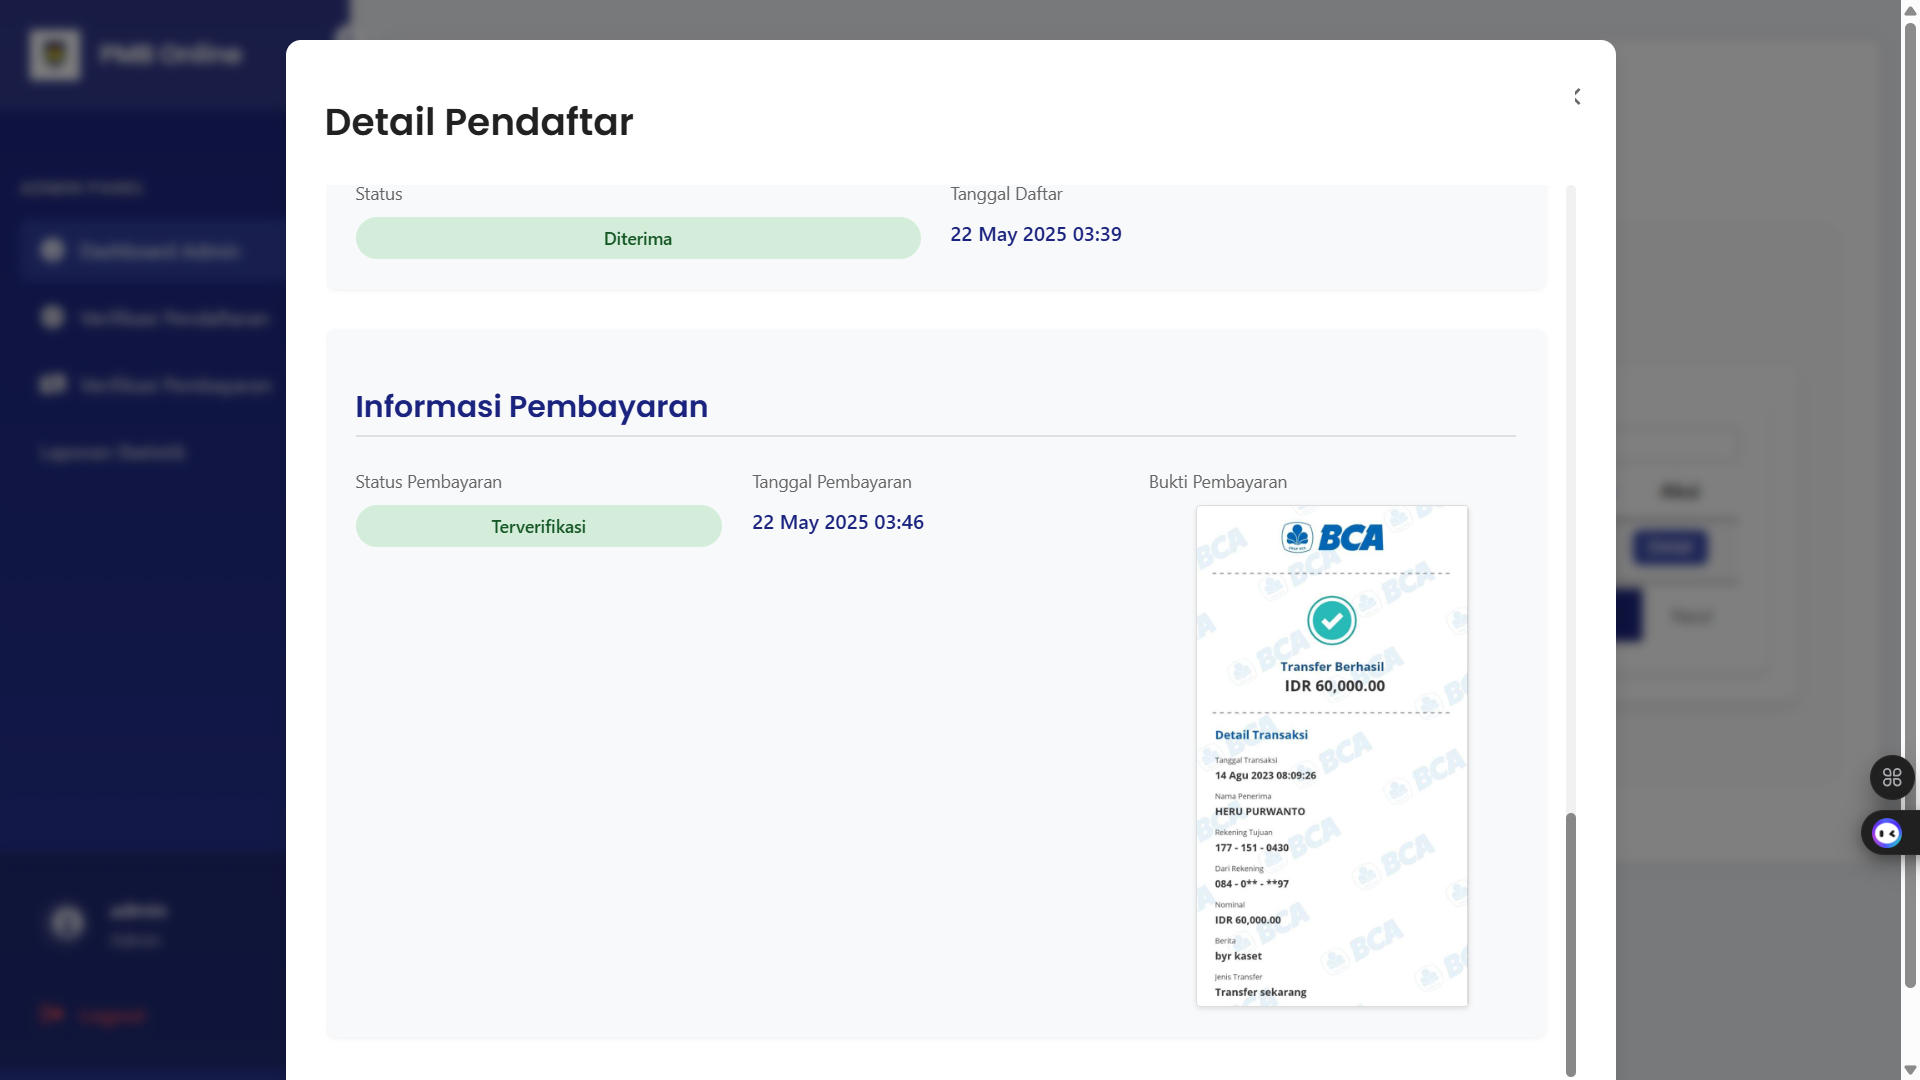 PMB Online
ADMIN PANEL
Dashboard Admin
Verifikasi Pendaftaran
Verifikasi Pembayaran
Laporan Statistik
admin
Admin
Logout
Detail Pendaftar
Status
Tanggal Daftar
Diterima
22 May 2025 03:39
Informasi Pembayaran
Status Pembayaran
Tanggal Pembayaran
Bukti Pembayaran
Terverifikasi
22 May 2025 03:46
BCA
Transfer Berhasil
IDR 60,000.00
Detail Transaksi
Tanggal Transaksi
14 Agu 2023 08:09:26
Nama Penerima
HERU PURWANTO
Rekening Tujuan
177 - 151 - 0430
Dari Rekening
084 - 0** - **97
Nominal
IDR 60,000.00
Berita
byr kaset
Jenis Transfer
Transfer sekarang
Aksi
Detail